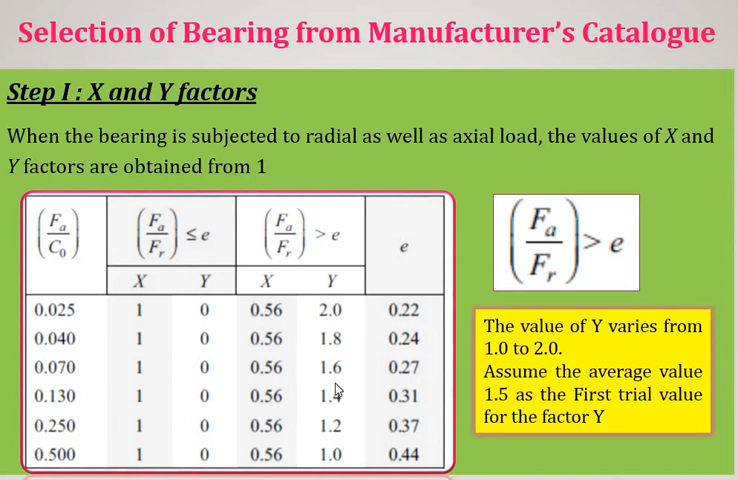 Selection of Bearing from Manufacturer's Catalogue
Step I : X and Y factors
When the bearing is subjected to radial as well as axial load, the values of X and
Y factors are obtained from 1
(Fa/C0) (Fa/Fr) ≤ e (Fa/Fr) > e e
X Y X Y
0.025 1 0 0.56 2.0 0.22
0.040 1 0 0.56 1.8 0.24
0.070 1 0 0.56 1.6 0.27
0.130 1 0 0.56 1.4 0.31
0.250 1 0 0.56 1.2 0.37
0.500 1 0 0.56 1.0 0.44
(Fa/Fr) > e
The value of Y varies from
1.0 to 2.0.
Assume the average value
1.5 as the First trial value
for the factor Y